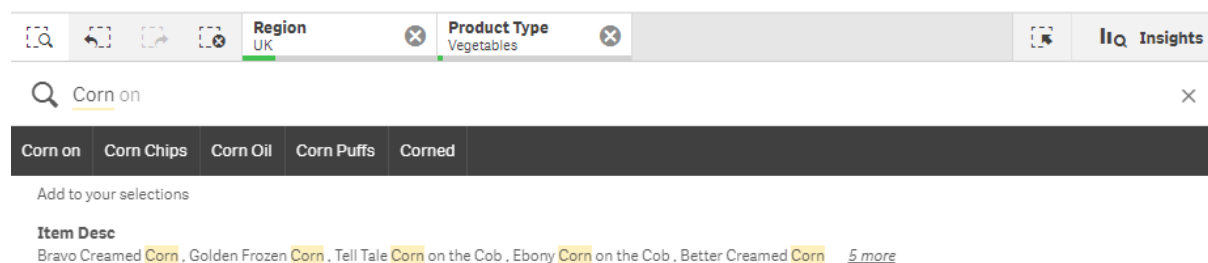 Region Product Type
UK Vegetables Insights
Corn on
Corn on Corn Chips Corn Oil Corn Puffs Corned
Add to your selections
Item Desc
Bravo Creamed Corn , Golden Frozen Corn , Tell Tale Corn on the Cob , Ebony Corn on the Cob , Better Creamed Corn 5 more